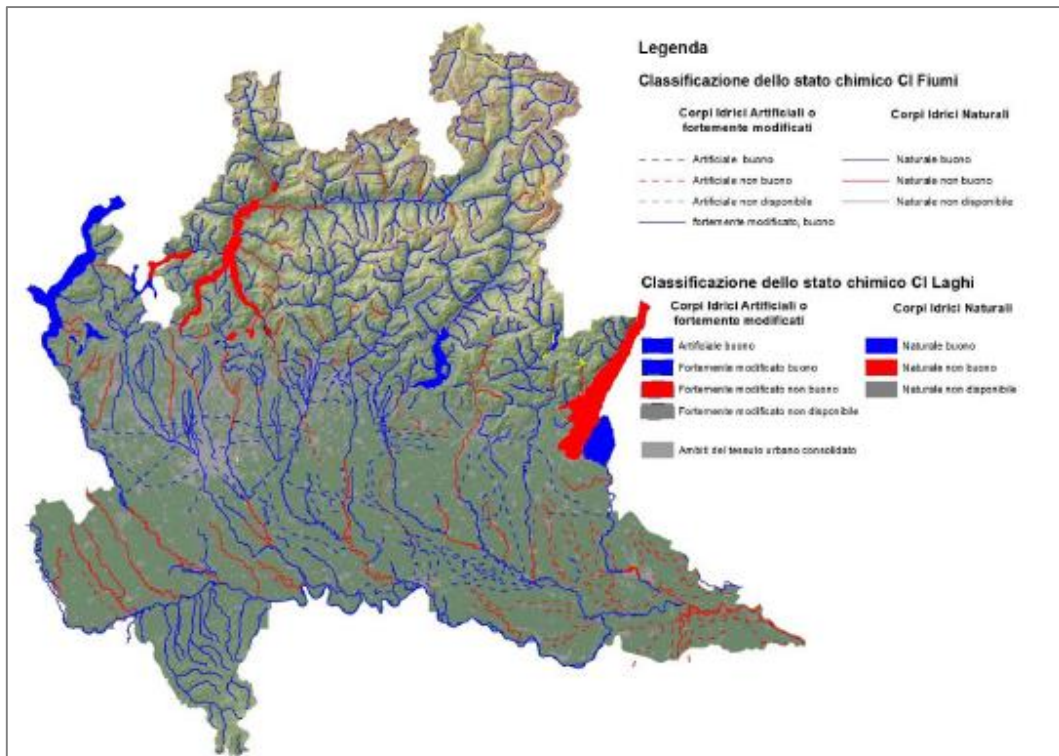 Legenda
Classificazione dello stato chimico CI Fiumi
Corpi Idrici Artificiali o fortemente modificati
Corpi Idrici Naturali
Artificiale buono
Naturale buono
Artificiale non buono
Naturale non buono
Artificiale non disponibile
Naturale non disponibile
fortemente modificato, buono
Classificazione dello stato chimico CI Laghi
Corpi Idrici Artificiali o fortemente modificati
Corpi Idrici Naturali
Artificiale buono
Naturale buono
Fortemente modificato buono
Naturale non buono
Fortemente modificato non buono
Naturale non disponibile
Fortemente modificato non disponibile
Ambiti del tessuto urbano consolidato